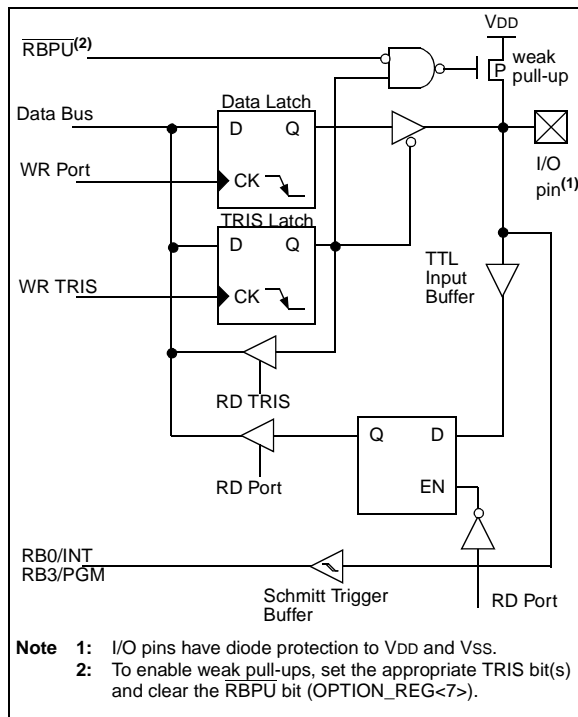 VDD
RBPU(2)
P
weak
pull-up
Data Latch
Data Bus
D Q
WR Port
CK
I/O
pin(1)
TRIS Latch
D Q
TTL
Input
Buffer
WR TRIS
CK
RD TRIS
Q D
RD Port
EN
RB0/INT
RB3/PGM
Schmitt Trigger
Buffer
RD Port
Note 1: I/O pins have diode protection to VDD and VSS.
2: To enable weak pull-ups, set the appropriate TRIS bit(s)
and clear the RBPU bit (OPTION_REG<7>).